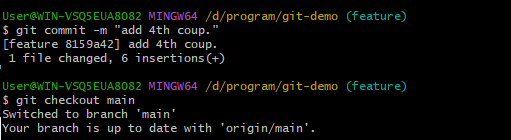 User@WIN-VSQ5EUA8O82 MINGW64 /d/program/git-demo (feature)
$ git commit -m "add 4th coup."
[feature 8159a42] add 4th coup.
 1 file changed, 6 insertions(+)
User@WIN-VSQ5EUA8O82 MINGW64 /d/program/git-demo (feature)
$ git checkout main
Switched to branch 'main'
Your branch is up to date with 'origin/main'.